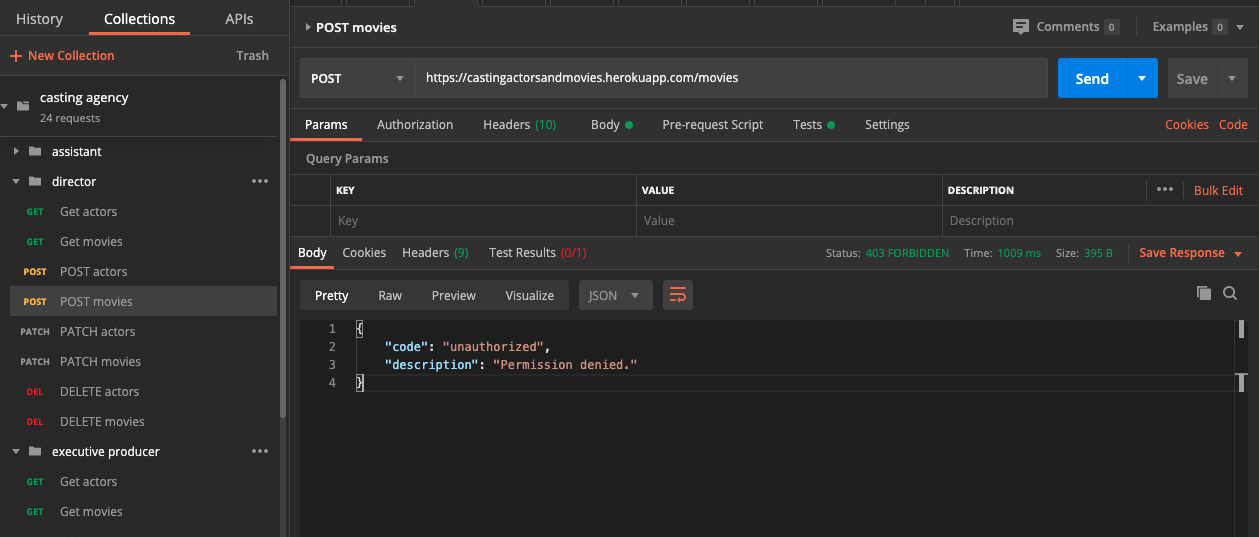 History Collections APIs
+ New Collection Trash
casting agency
24 requests
assistant
director
GET Get actors
GET Get movies
POST POST actors
POST POST movies
PATCH PATCH actors
PATCH PATCH movies
DEL DELETE actors
DEL DELETE movies
executive producer
GET Get actors
GET Get movies
POST movies
Comments 0 Examples 0
POST https://castingactorsandmovies.herokuapp.com/movies Send Save
Params Authorization Headers (10) Body Pre-request Script Tests Settings Cookies Code
Query Params
KEY VALUE DESCRIPTION Bulk Edit
Key Value Description
Body Cookies Headers (9) Test Results (0/1) Status: 403 FORBIDDEN Time: 1009 ms Size: 395 B Save Response
Pretty Raw Preview Visualize JSON
1 {
2 "code": "unauthorized",
3 "description": "Permission denied."
4 }